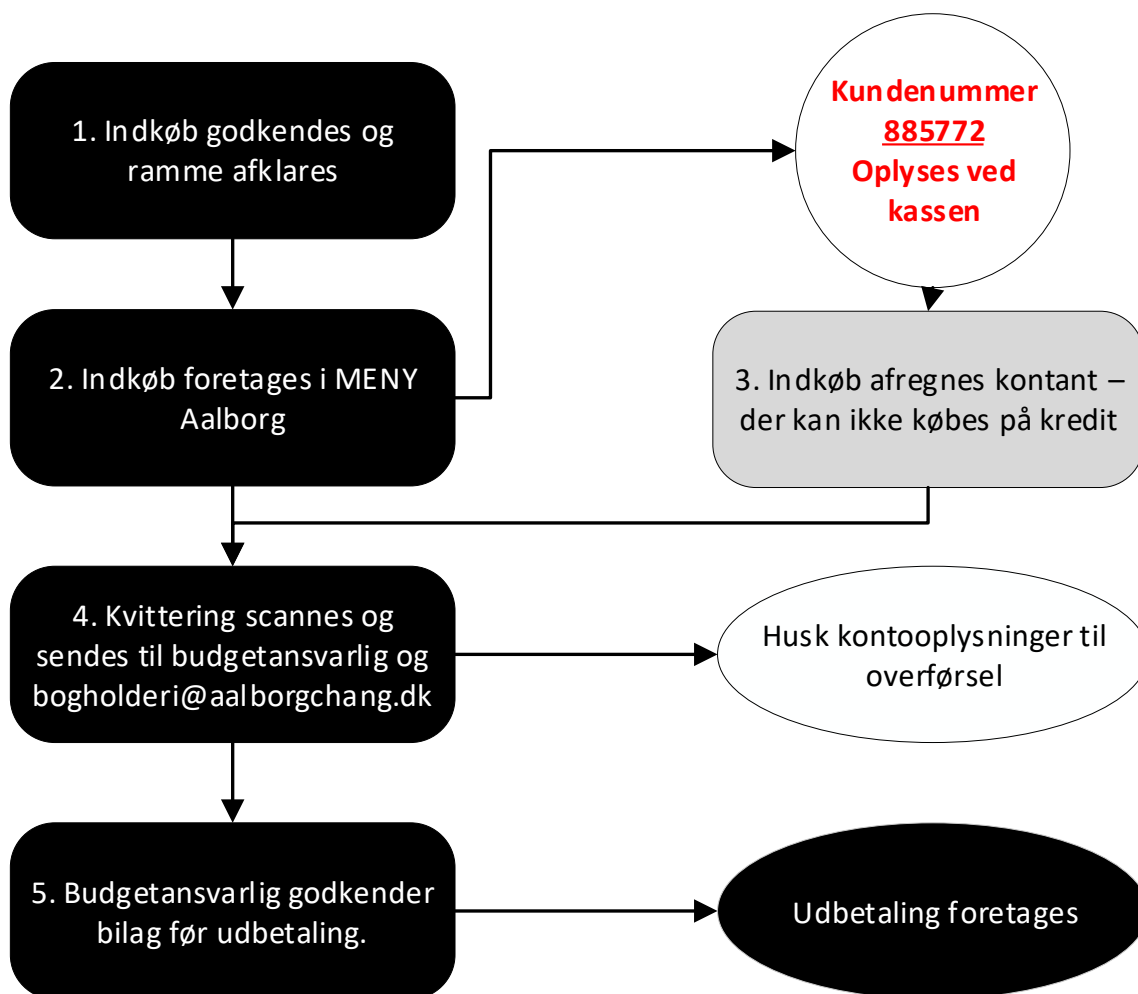 1. Indkøb godkendes og
ramme afklares
Kundenummer
885772
Oplyses ved
kassen
2. Indkøb foretages i MENY
Aalborg
3. Indkøb afregnes kontant –
der kan ikke købes på kredit
4. Kvittering scannes og
sendes til budgetansvarlig og
bogholderi@aalborgchang.dk
Husk kontooplysninger til
overførsel
5. Budgetansvarlig godkender
bilag før udbetaling.
Udbetaling foretages